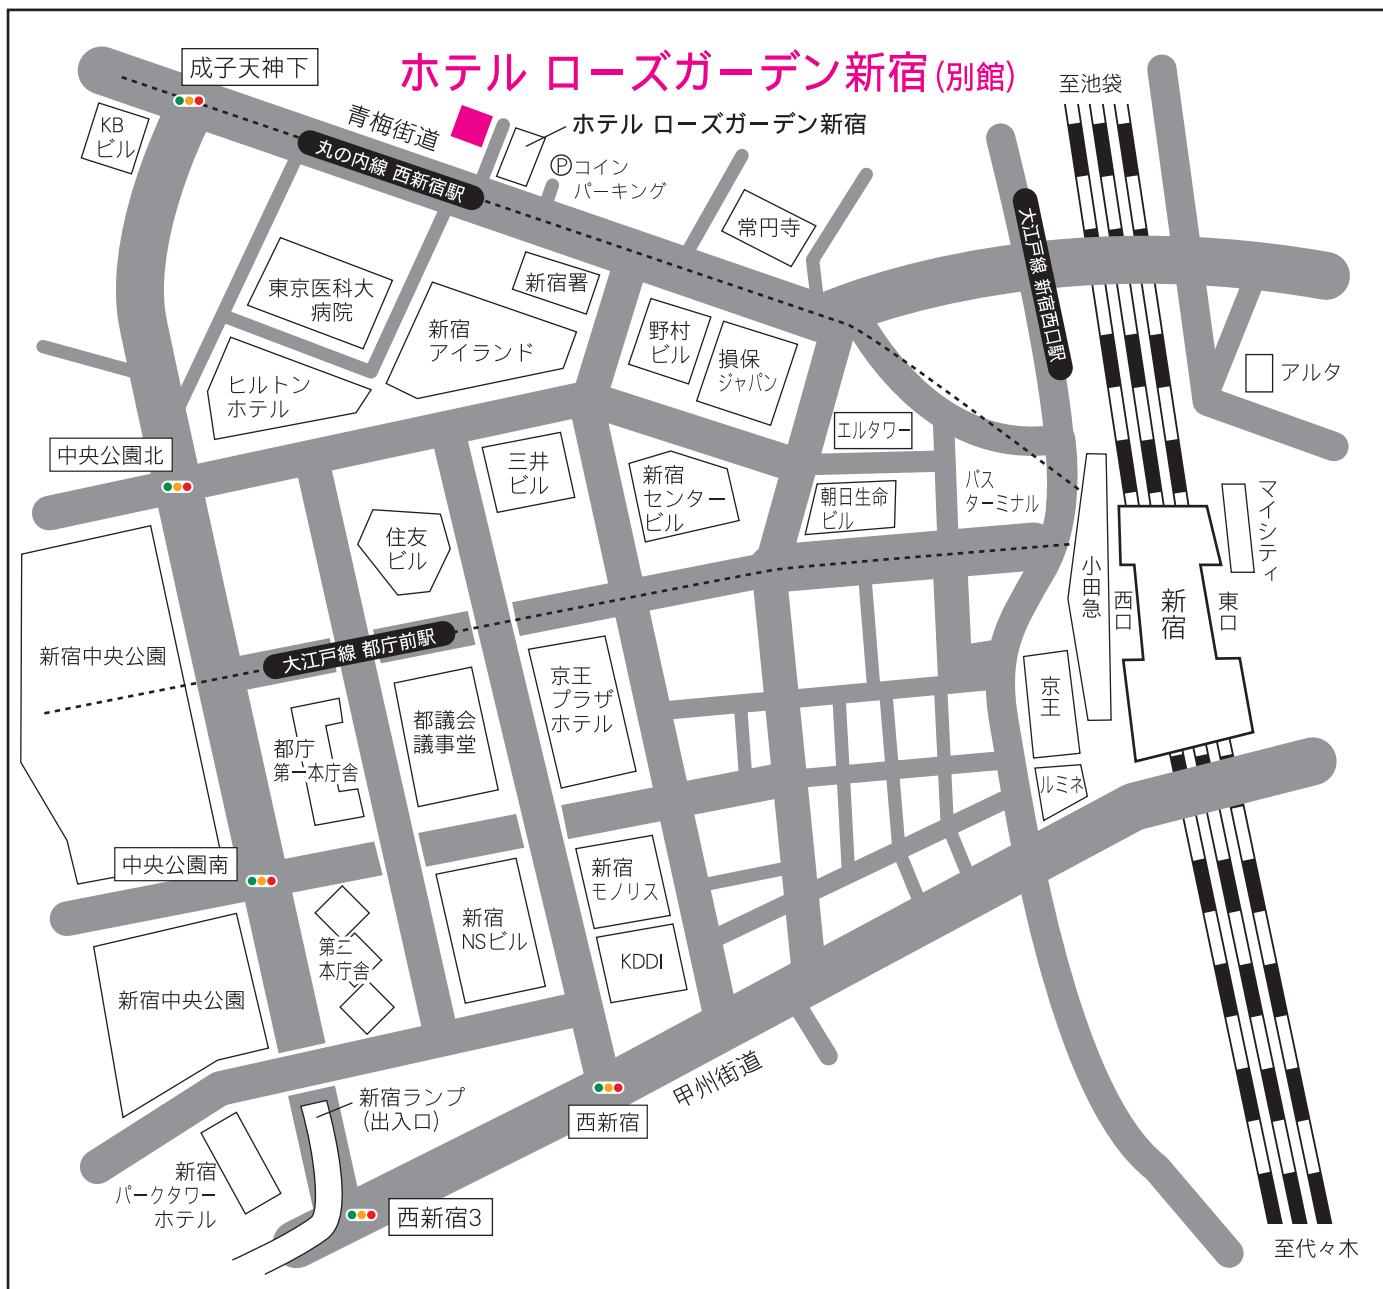 成子天神下
ホテル ローズガーデン新宿(別館)
至池袋
KB
ビル
青梅街道
ホテル ローズガーデン新宿
丸の内線 西新宿駅
Ⓟコイン
パーキング
常円寺
大江戸線 新宿西口駅
東京医科大
病院
新宿署
新宿
アイランド
野村
ビル
損保
ジャパン
アルタ
ヒルトン
ホテル
エルタワー
中央公園北
三井
ビル
新宿
センター
ビル
朝日生命
ビル
バス
ターミナル
マイシティ
住友
ビル
小田急
西口
新宿
東口
新宿中央公園
大江戸線 都庁前駅
京王
プラザ
ホテル
京王
都議会
議事堂
都庁
第一本庁舎
ルミネ
中央公園南
新宿
モノリス
新宿
NSビル
第二
本庁舎
KDDI
新宿中央公園
甲州街道
新宿ランプ
(出入口)
西新宿
新宿
パークタワー
ホテル
西新宿3
至代々木